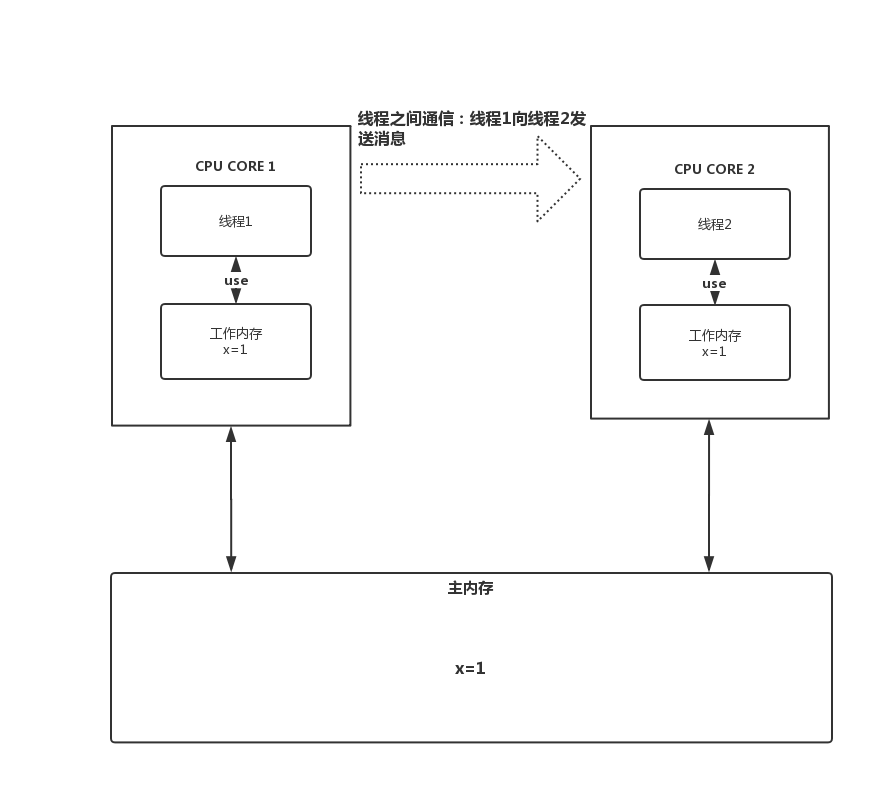 线程之间通信：线程1向线程2发
送消息
CPU CORE 1
线程1
use
工作内存
x=1
CPU CORE 2
线程2
use
工作内存
x=1
主内存
x=1